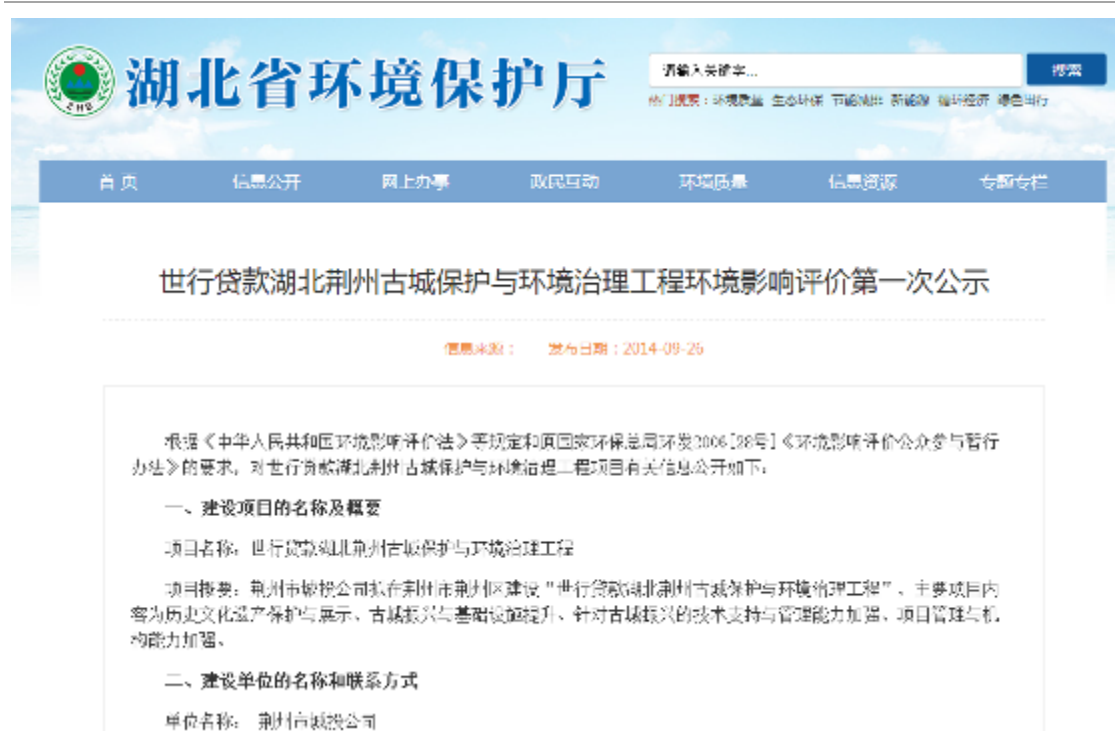 湖北省环境保护厅
请输入关键字... 搜索
热门搜索：环境质量 生态环保 节能减排 新能源 循环经济 绿色出行
首页 信息公开 网上办事 政民互动 环境质量 信息资源 专题专栏
世行贷款湖北荆州古城保护与环境治理工程环境影响评价第一次公示
信息来源： 发布日期：2014-09-26
根据《中华人民共和国环境影响评价法》等规定和原国家环保总局环发2006[28号]《环境影响评价公众参与暂行
办法》的要求，对世行贷款湖北荆州古城保护与环境治理工程项目有关信息公开如下：
一、建设项目的名称及概要
项目名称：世行贷款湖北荆州古城保护与环境治理工程
项目概要：荆州市城投公司拟在荆州市荆州区建设“世行贷款湖北荆州古城保护与环境治理工程”，主要项目内
容为历史文化遗产保护与展示、古城振兴与基础设施提升、针对古城振兴的技术支持与管理能力加强、项目管理与机
构能力加强。
二、建设单位的名称和联系方式
单位名称： 荆州市城投公司